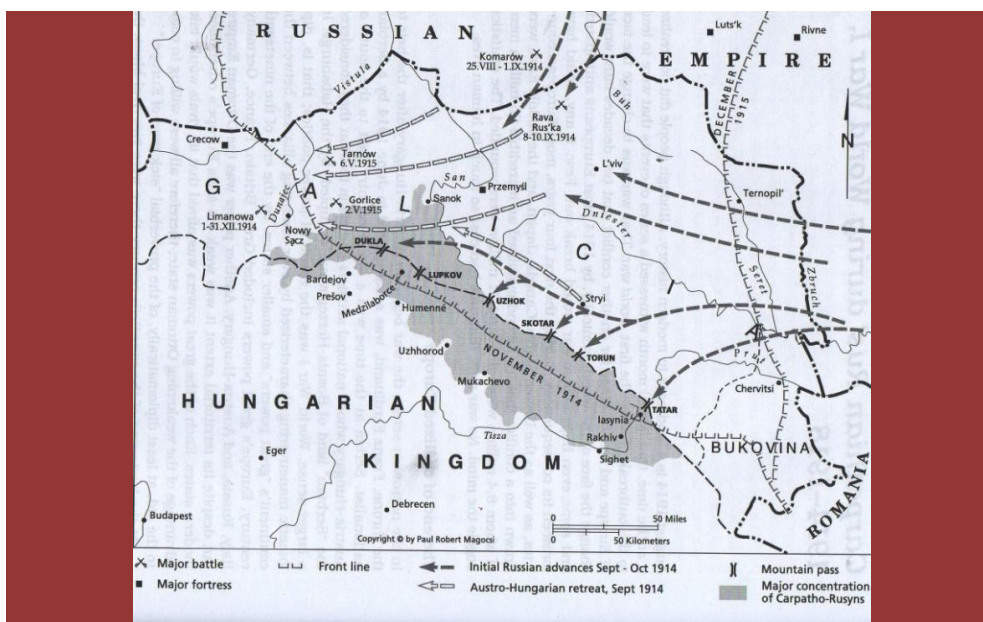 RUSSIAN
EMPIRE
Luts'k
Rivne
Komarów
25.VIII - 1.IX.1914
Vistula
Buh
DECEMBER
1915
N
Rava
Rus'ka
8-10.IX.1914
Crecow
Tarnów
6.V.1915
L'viv
San
Przemyśl
Ternopil'
GALICIA
Dunajec
Gorlice
2.V.1915
Sanok
Limanowa
1-31.XII.1914
Nowy
Sącz
Dniester
Seret
Zbruch
DUKLA
LUPKOV
Bardejov
Prešov
Medzilaborce
Humenné
UZHOK
Stryi
SKOTAR
TORUN
Uzhhorod
NOVEMBER 1914
Prut
Mukachevo
Chervitsi
HUNGARIAN
KINGDOM
TATAR
Iasynia
Rakhiv
Sighet
Tisza
BUKOVINA
ROMANIA
Eger
Debrecen
Budapest
0 50 Miles
0 50 Kilometers
Copyright © by Paul Robert Magocsi
Major battle
Front line
Initial Russian advances Sept - Oct 1914
Mountain pass
Major fortress
Austro-Hungarian retreat, Sept 1914
Major concentration
of Carpatho-Rusyns